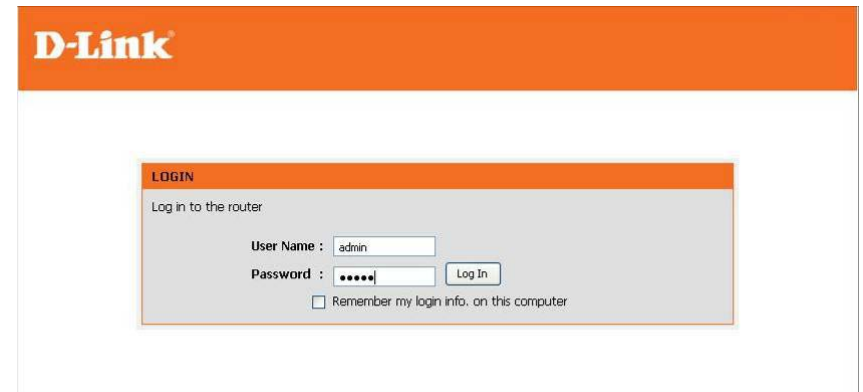 D-Link
LOGIN
Log in to the router
User Name : admin
Password : ●●●●● Log In
Remember my login info. on this computer